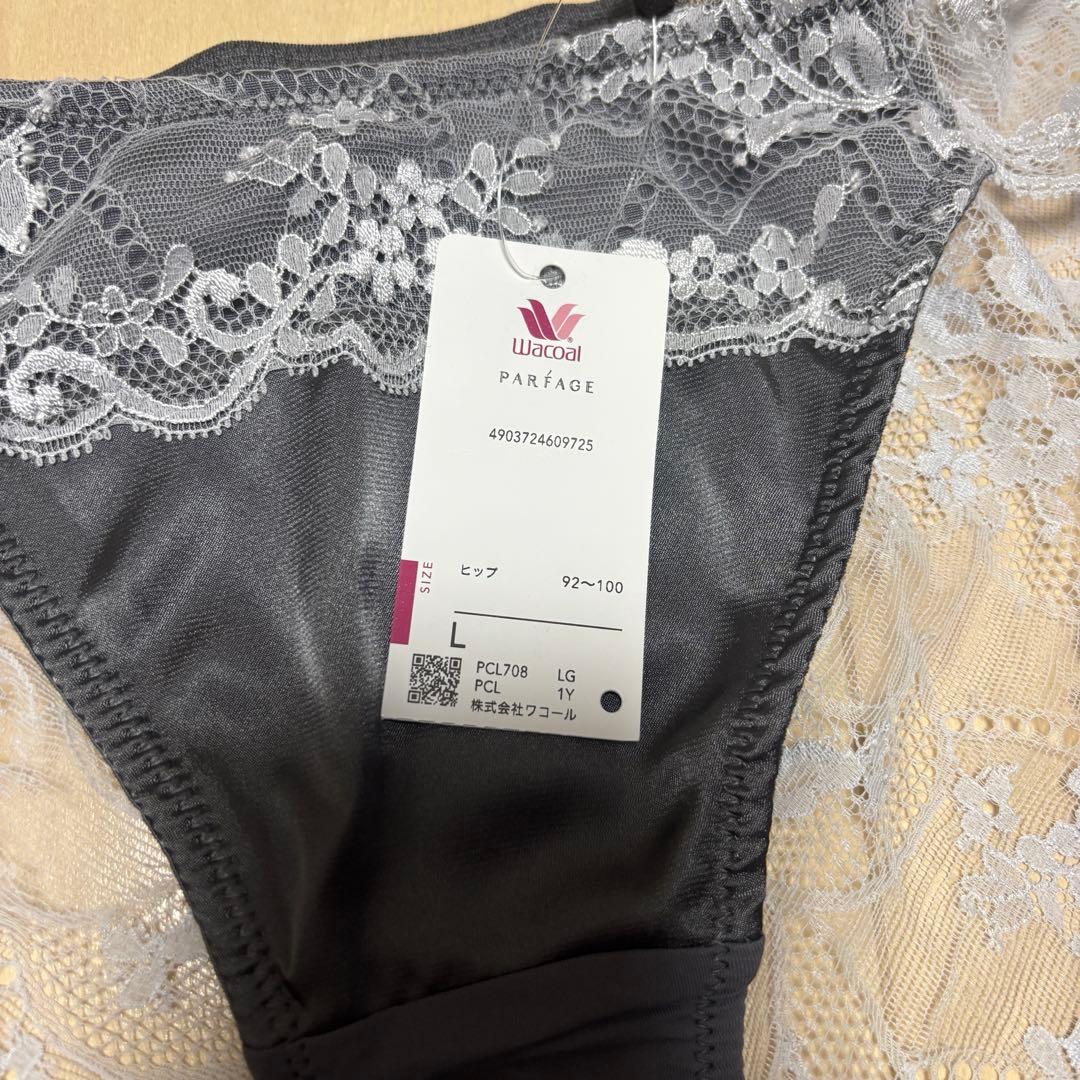 Wacoal
PARFAGE
4903724609725
SIZE
ヒップ 92〜100
L
PCL708 LG
PCL 1Y
株式会社ワコール